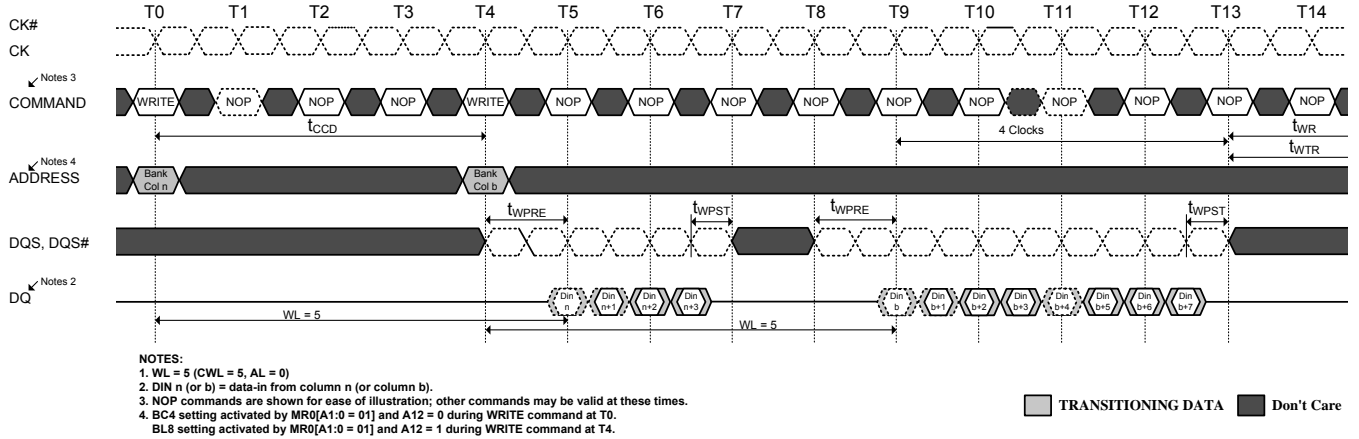 T0 T1 T2 T3 T4 T5 T6 T7 T8 T9 T10 T11 T12 T13 T14
CK#
CK
Notes 3
COMMAND
WRITE NOP NOP NOP WRITE NOP NOP NOP NOP NOP NOP NOP NOP NOP NOP
tCCD
4 Clocks
tWR
tWTR
Notes 4
ADDRESS
Bank Bank
Col n Col b
tWPRE tWPST tWPRE tWPST
DQS, DQS#
Notes 2
DQ
Din Din Din Din Din Din Din Din Din Din Din Din
n n+1 n+2 n+3 b b+1 b+2 b+3 b+4 b+5 b+6 b+7
WL = 5
WL = 5
NOTES:
1. WL = 5 (CWL = 5, AL = 0)
2. DIN n (or b) = data-in from column n (or column b).
3. NOP commands are shown for ease of illustration; other commands may be valid at these times.
4. BC4 setting activated by MR0[A1:0 = 01] and A12 = 0 during WRITE command at T0.
BL8 setting activated by MR0[A1:0 = 01] and A12 = 1 during WRITE command at T4.
TRANSITIONING DATA Don't Care